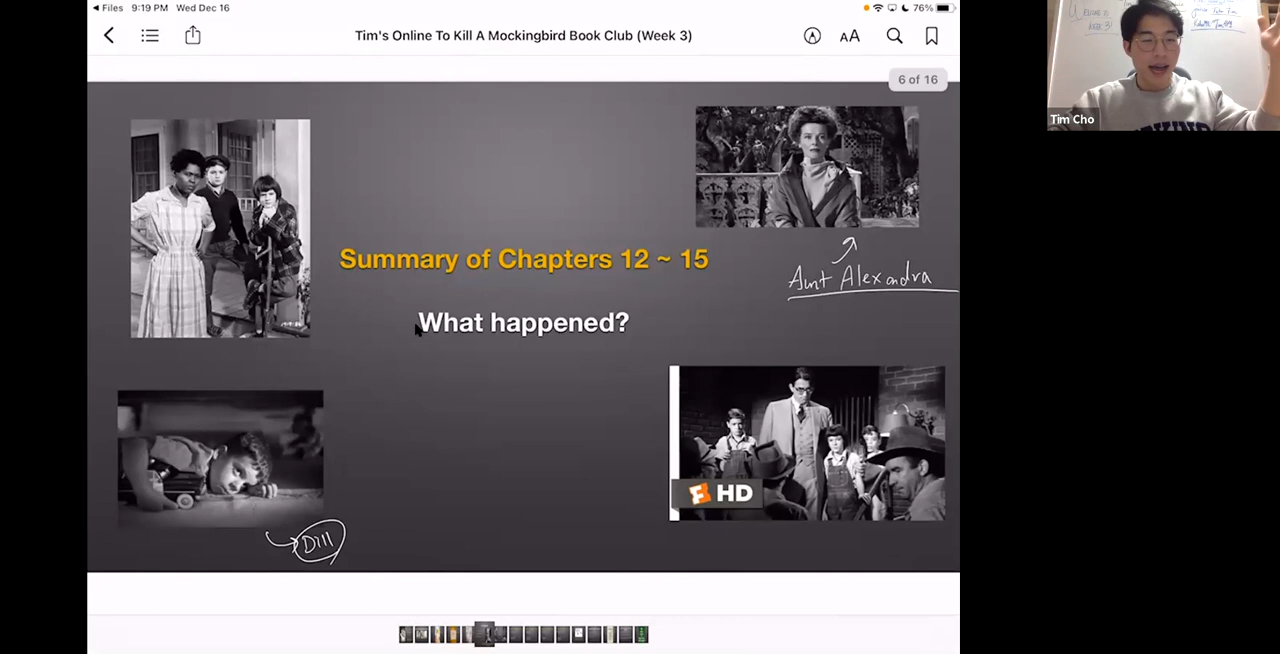 Files 9:19 PM Wed Dec 16
76%
Tim's Online To Kill A Mockingbird Book Club (Week 3)
AA
6 of 16
Summary of Chapters 12 ~ 15
What happened?
Aunt Alexandra
Dill
HD
Tim Cho